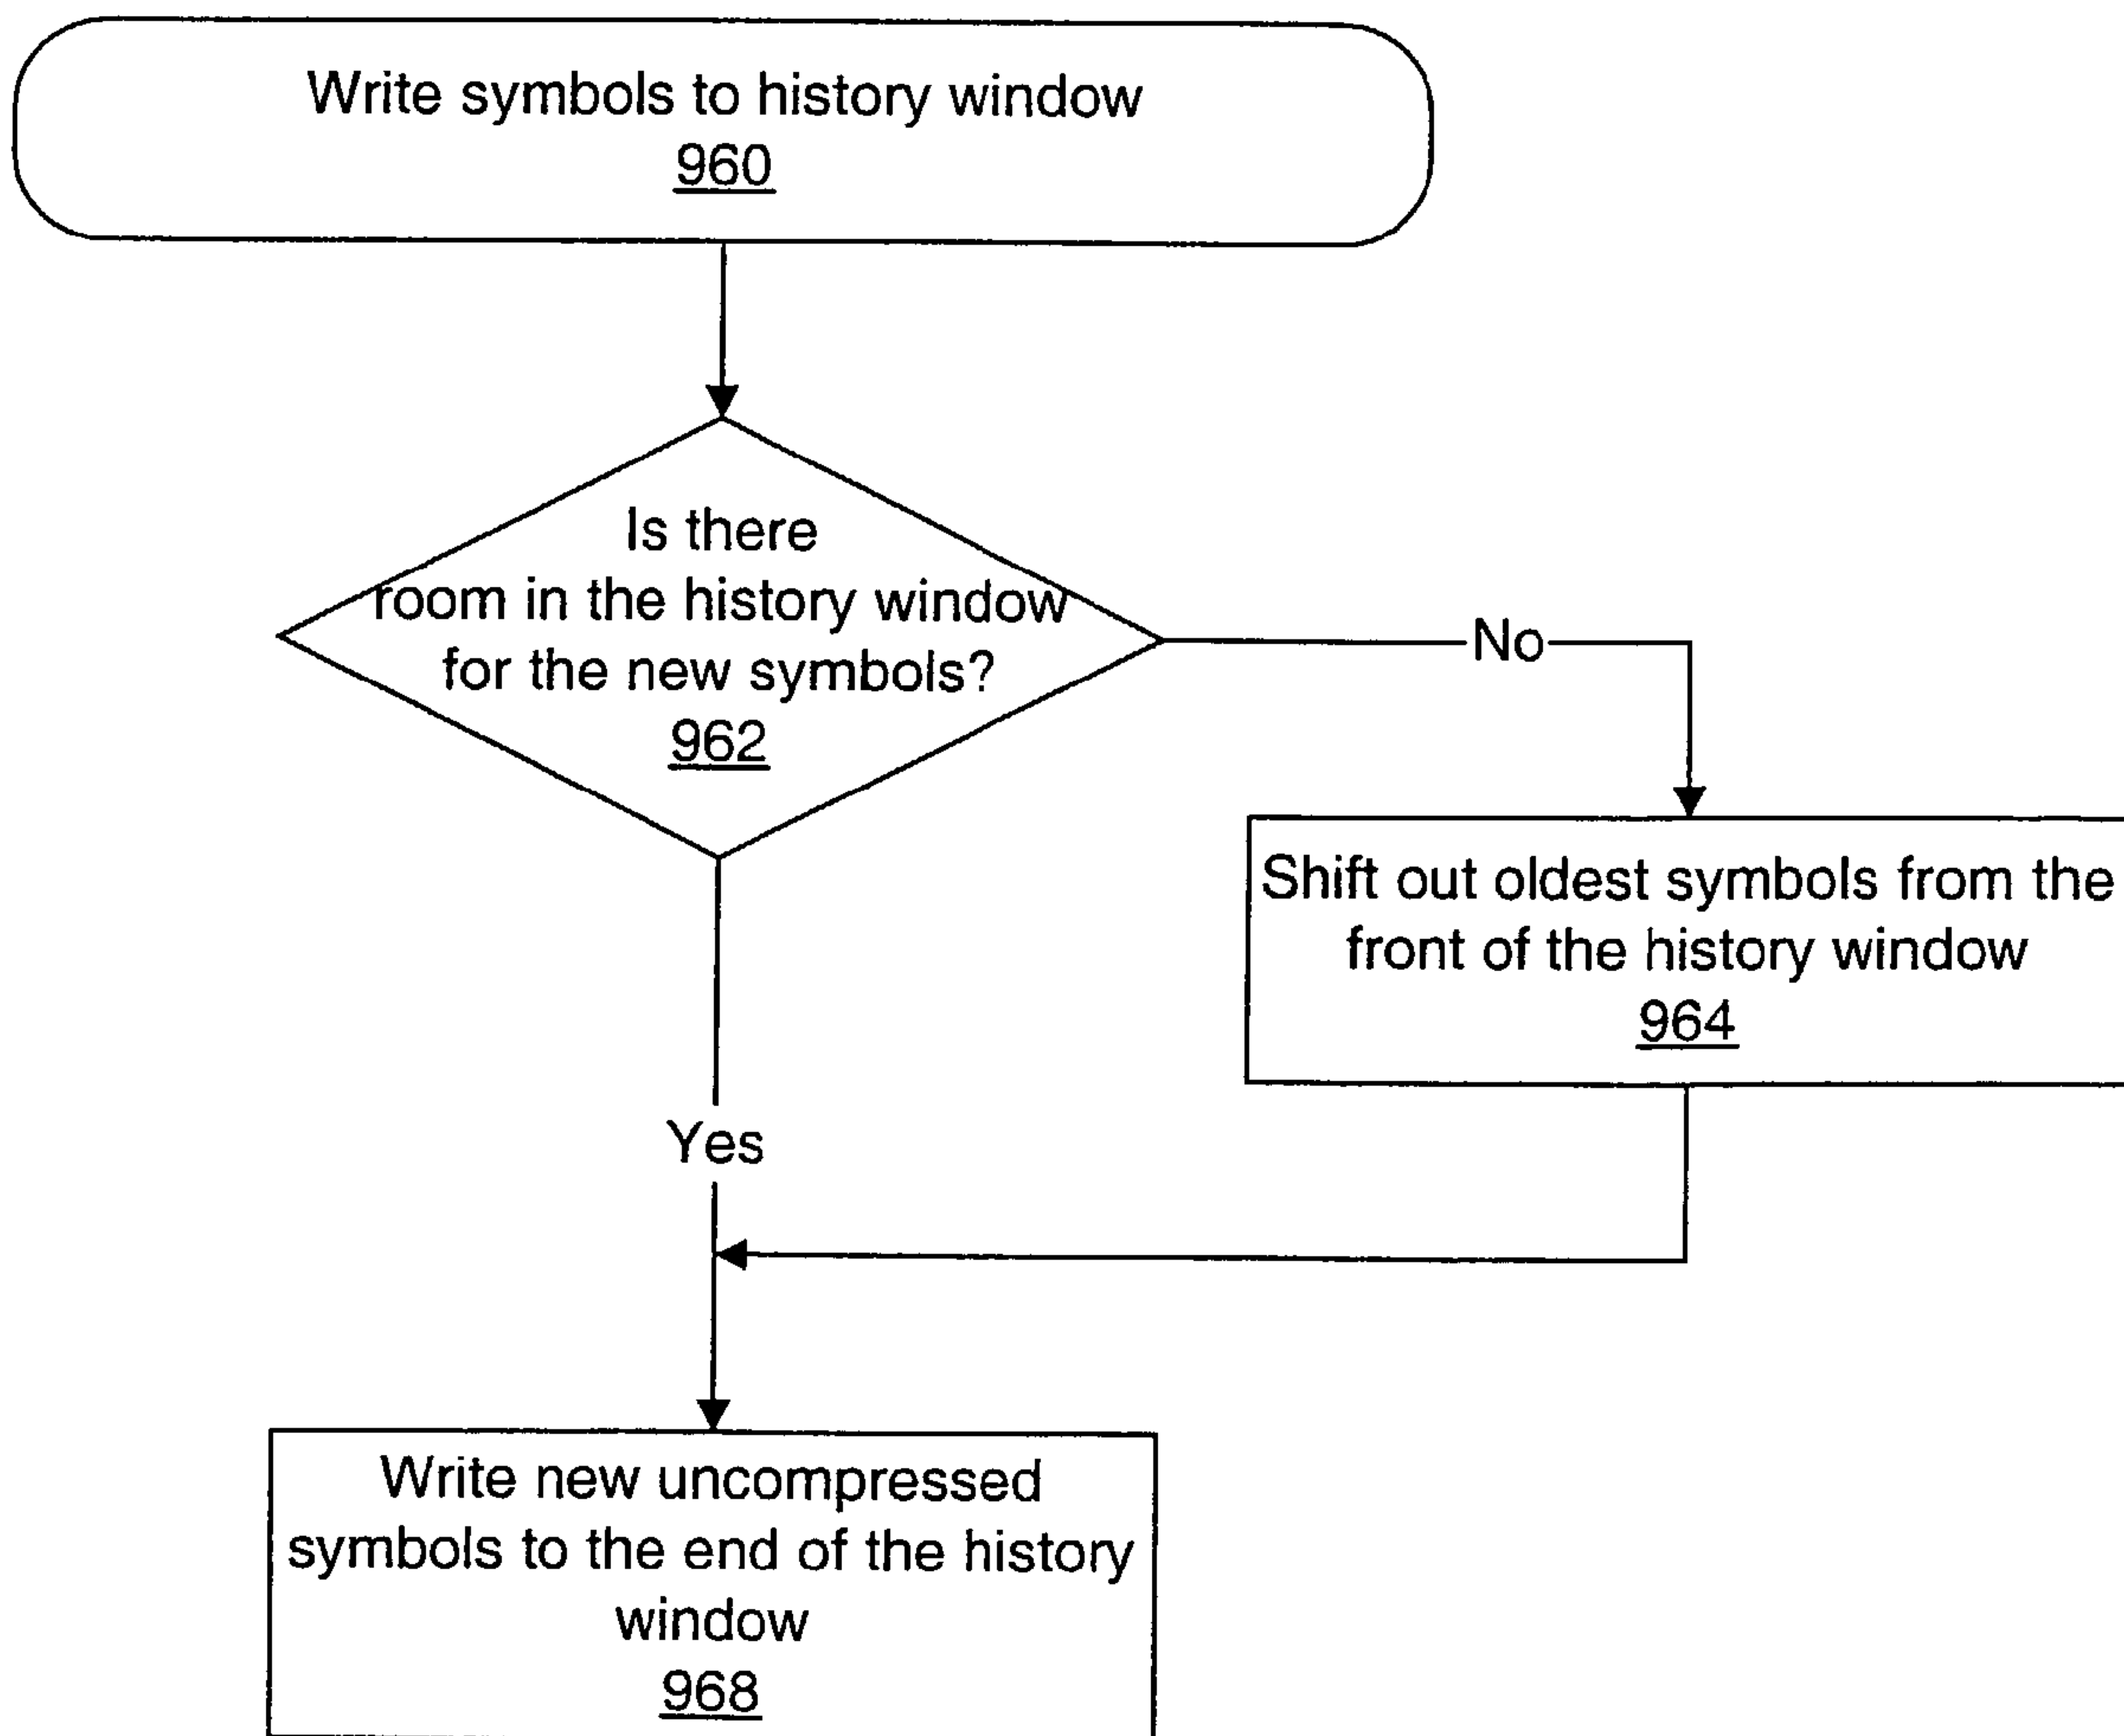 Write symbols to history window
960
Is there
room in the history window
for the new symbols?
962
No
Shift out oldest symbols from the
front of the history window
964
Yes
Write new uncompressed
symbols to the end of the history
window
968